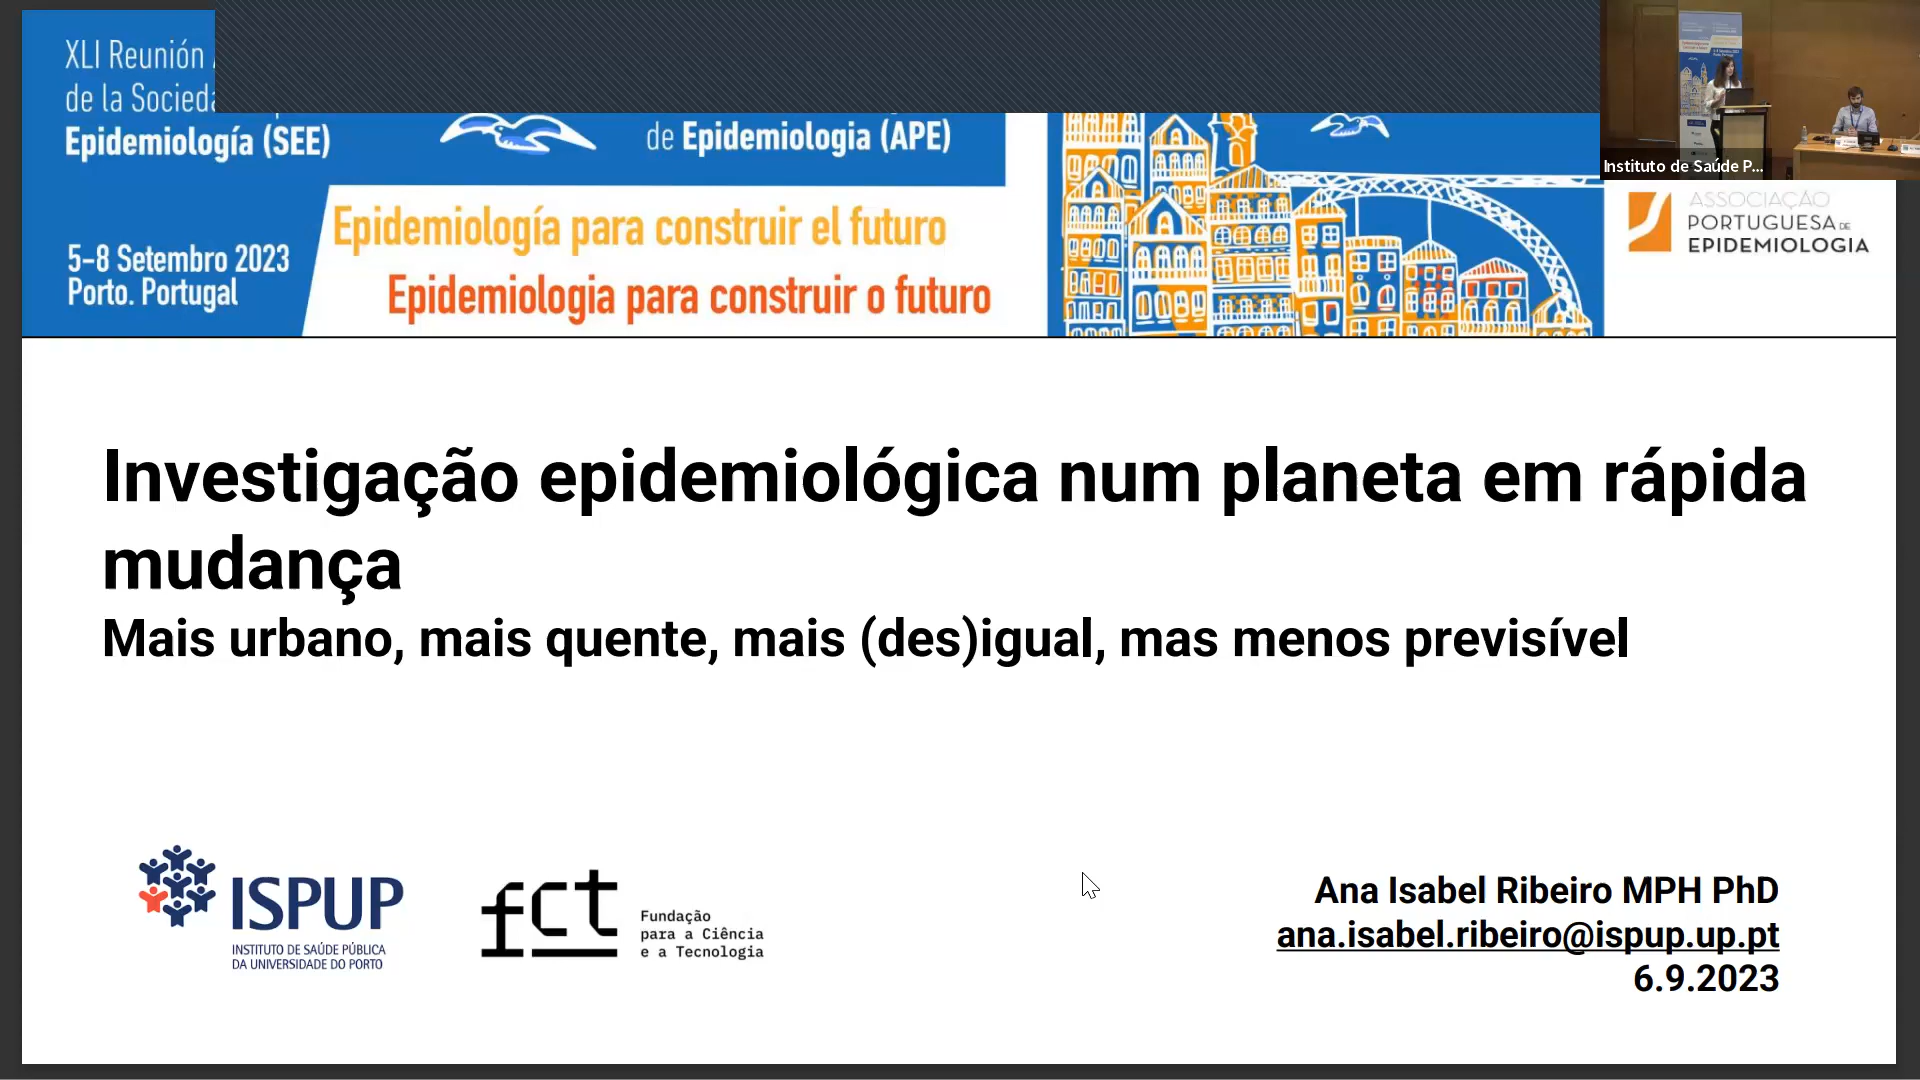 XLI Reunión
de la Socieda
Epidemiología (SEE)
de Epidemiologia (APE)
5-8 Setembro 2023
Porto. Portugal
Epidemiología para construir el futuro
Epidemiologia para construir o futuro
Instituto de Saúde P...
ASSOCIAÇÃO
PORTUGUESA DE
EPIDEMIOLOGIA
Investigação epidemiológica num planeta em rápida
mudança
Mais urbano, mais quente, mais (des)igual, mas menos previsível
ISPUP
INSTITUTO DE SAÚDE PÚBLICA
DA UNIVERSIDADE DO PORTO
fct
Fundação
para a Ciência
e a Tecnologia
Ana Isabel Ribeiro MPH PhD
ana.isabel.ribeiro@ispup.up.pt
6.9.2023